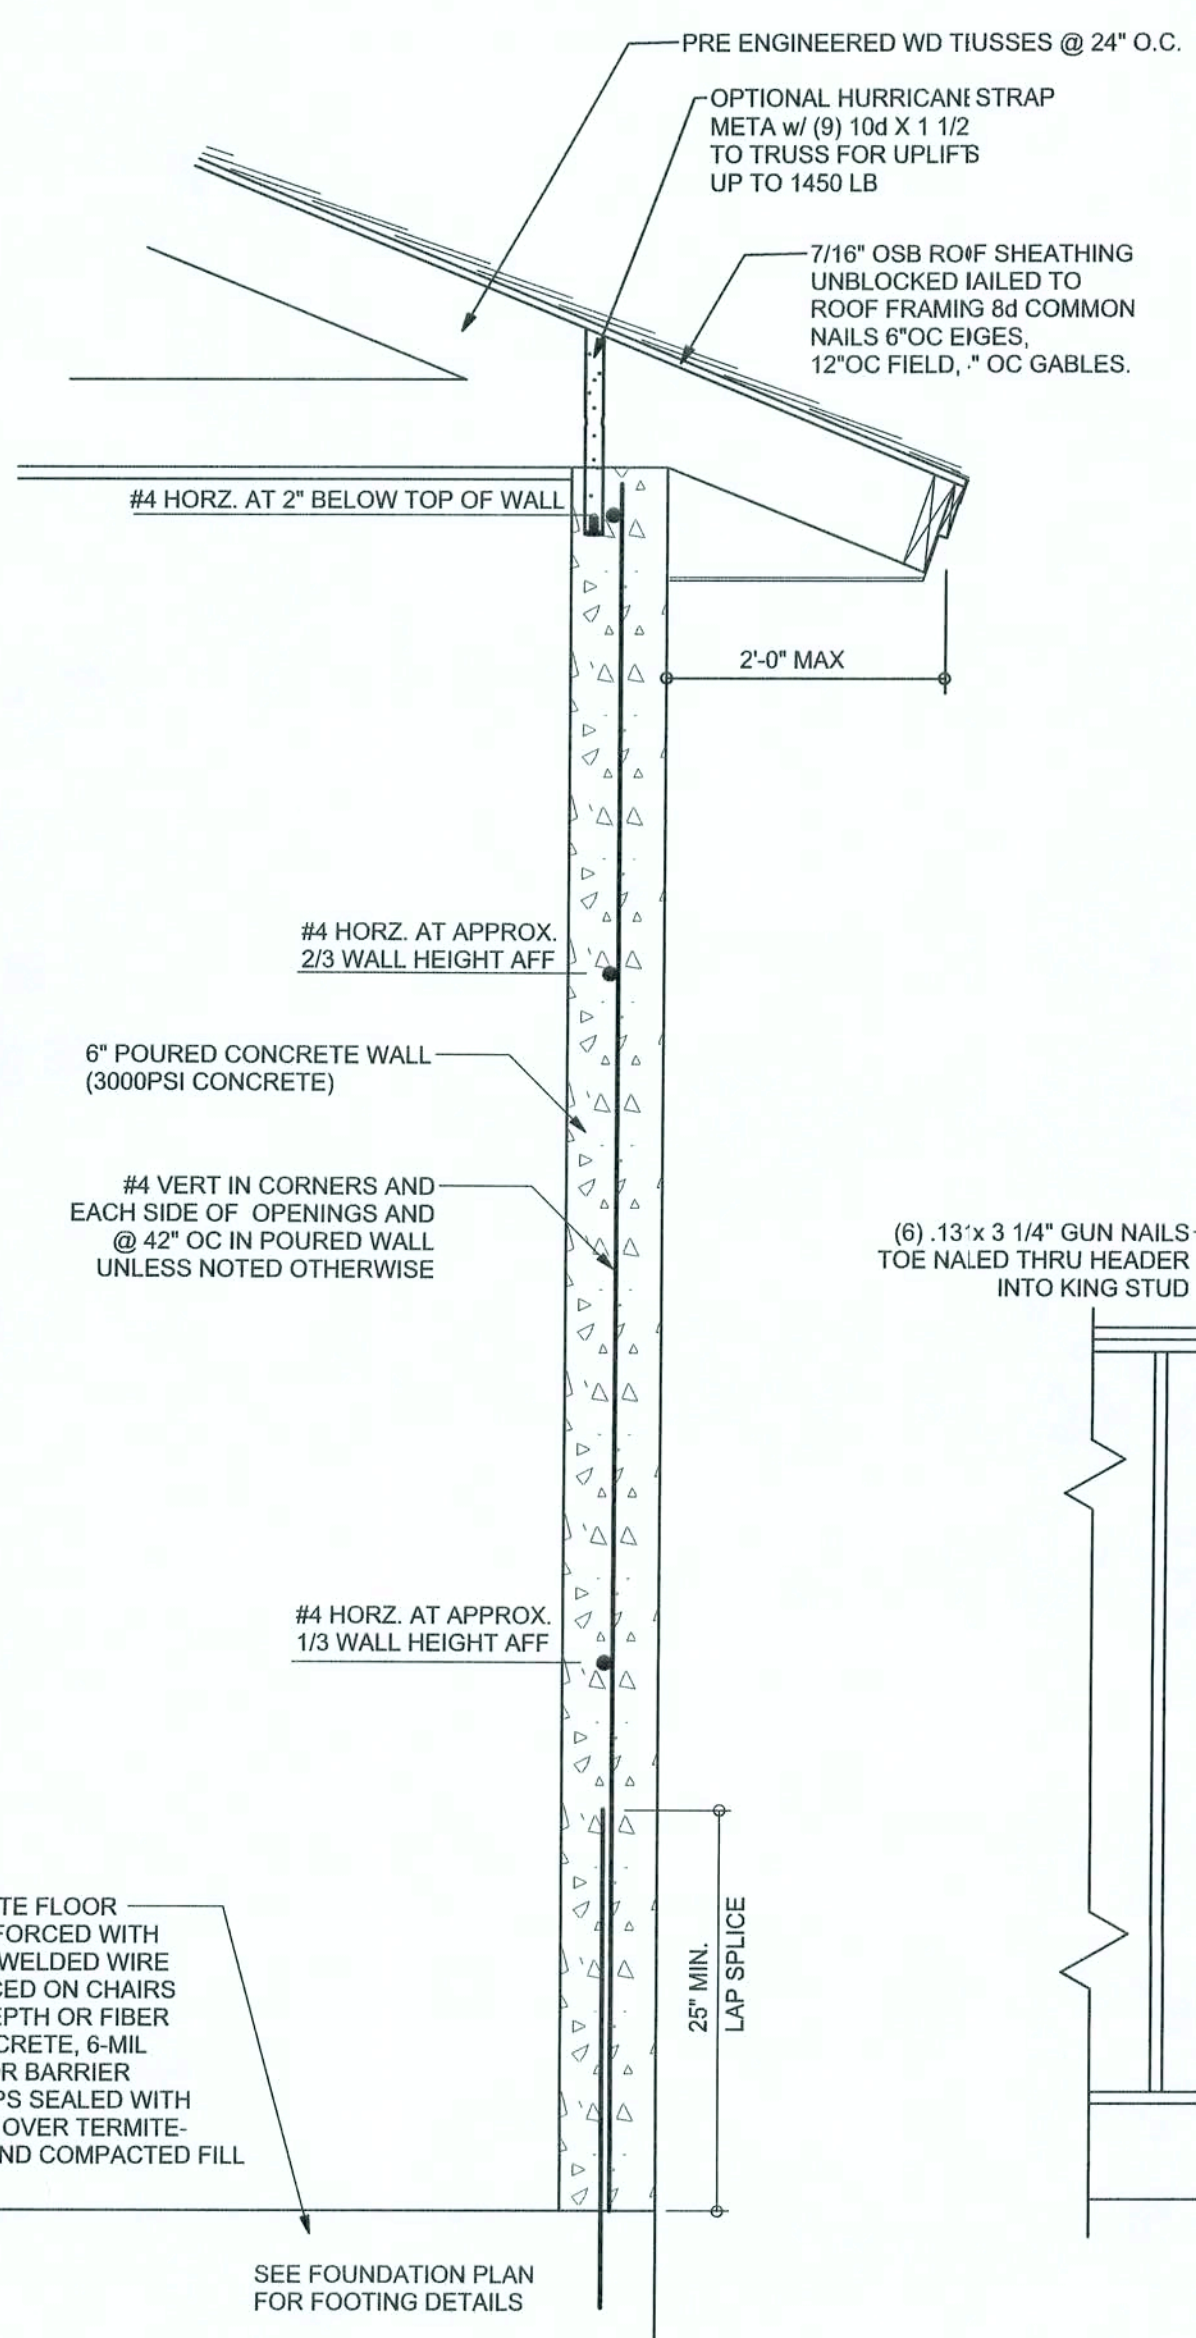 PRE ENGINEERED WD TIUSSES @ 24" O.C.
OPTIONAL HURRICANE STRAP
META w/ (9) 10d X 1 1/2
TO TRUSS FOR UPLIFTS
UP TO 1450 LB
7/16" OSB ROOF SHEATHING
UNBLOCKED IAILED TO
ROOF FRAMING 8d COMMON
NAILS 6"OC EIGES,
12"OC FIELD, " OC GABLES.
#4 HORZ. AT 2" BELOW TOP OF WALL
2'-0" MAX
#4 HORZ. AT APPROX.
2/3 WALL HEIGHT AFF
6" POURED CONCRETE WALL
(3000PSI CONCRETE)
#4 VERT IN CORNERS AND
EACH SIDE OF OPENINGS AND
@ 42" OC IN POURED WALL
UNLESS NOTED OTHERWISE
(6) .131x 3 1/4" GUN NAILS
TOE NALED THRU HEADER
INTO KING STUD
#4 HORZ. AT APPROX.
1/3 WALL HEIGHT AFF
25" MIN.
LAP SPLICE
TE FLOOR
FORCED WITH
WELDED WIRE
CED ON CHAIRS
EPTH OR FIBER
CRETE, 6-MIL
R BARRIER
PS SEALED WITH
OVER TERMITE-
ND COMPACTED FILL
SEE FOUNDATION PLAN
FOR FOOTING DETAILS